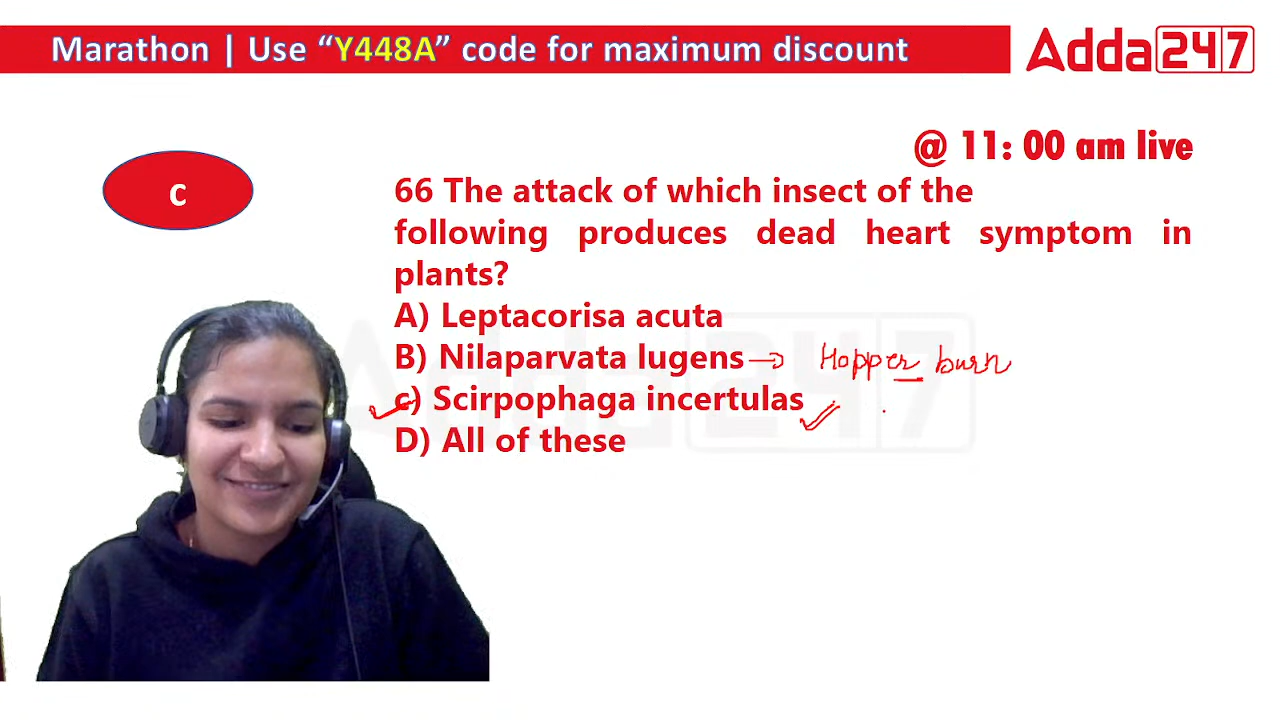 Marathon | Use “Y448A” code for maximum discount
Adda247
@ 11: 00 am live
C
66 The attack of which insect of the
following produces dead heart symptom in
plants?
A) Leptacorisa acuta
B) Nilaparvata lugens → Hopper burn
c) Scirpophaga incertulas
D) All of these